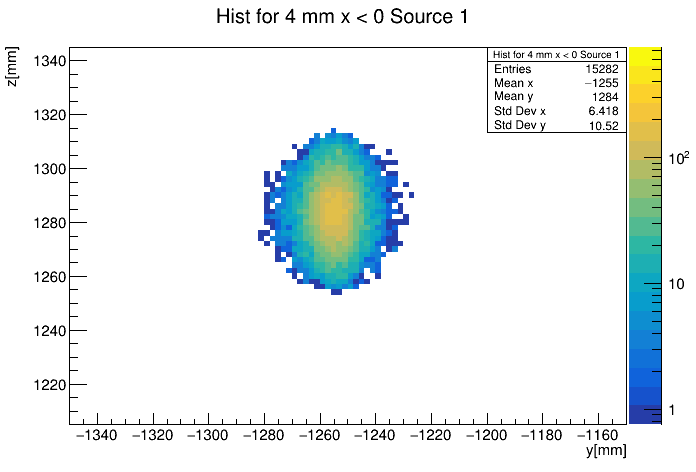 Hist for 4 mm x < 0 Source 1
z[mm]
1340
1320
1300
1280
1260
1240
1220
Hist for 4 mm x < 0 Source 1
Entries 15282
Mean x −1255
Mean y 1284
Std Dev x 6.418
Std Dev y 10.52
10²
10
1
−1340 −1320 −1300 −1280 −1260 −1240 −1220 −1200 −1180 −1160
y[mm]